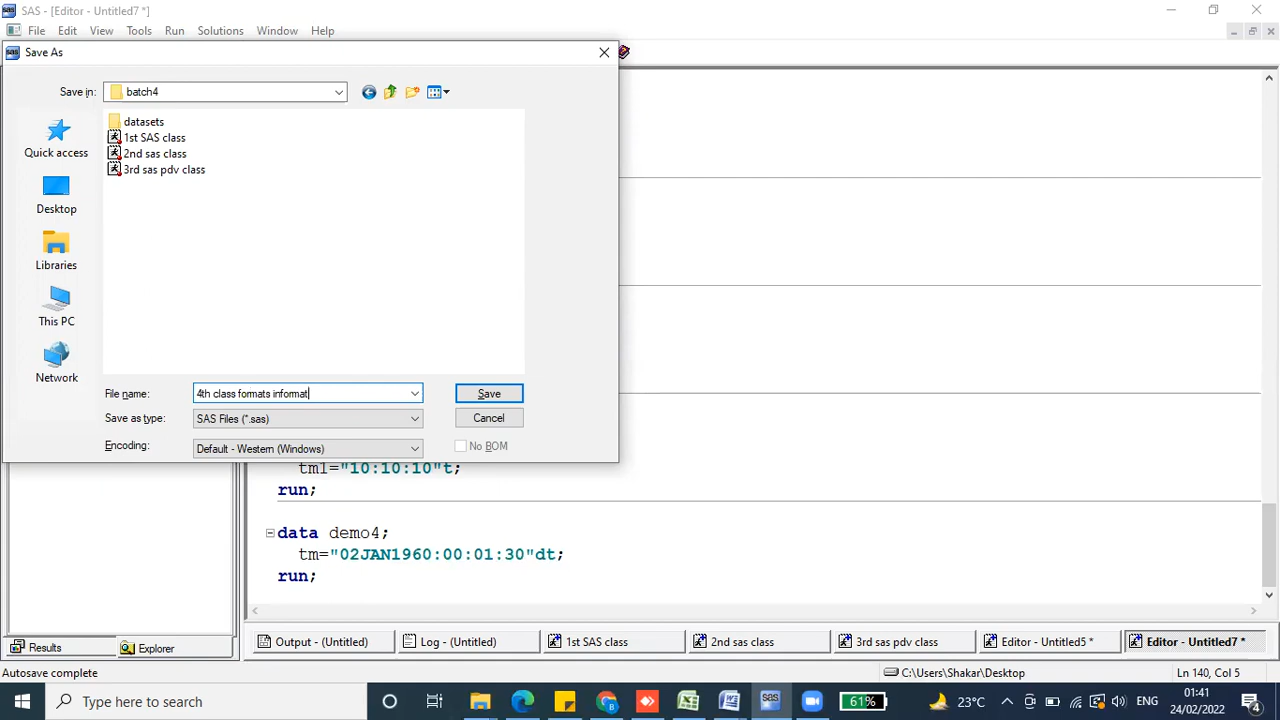 SAS - [Editor - Untitled7 *]
File Edit View Tools Run Solutions Window Help
Save As
Save in: batch4
datasets
1st SAS class
2nd sas class
3rd sas pdv class
Quick access
Desktop
Libraries
This PC
Network
File name: 4th class formats informat Save
Save as type: SAS Files (*.sas) Cancel
Encoding: Default - Western (Windows) No BOM
tm1="10:10:10"t;
run;
data demo4;
tm="02JAN1960:00:01:30"dt;
run;
Results Explorer
Output - (Untitled) Log - (Untitled) 1st SAS class 2nd sas class 3rd sas pdv class Editor - Untitled5 * Editor - Untitled7 *
Autosave complete C:\Users\Shakar\Desktop Ln 140, Col 5
Type here to search 61% 23°C ENG 01:41 24/02/2022 4